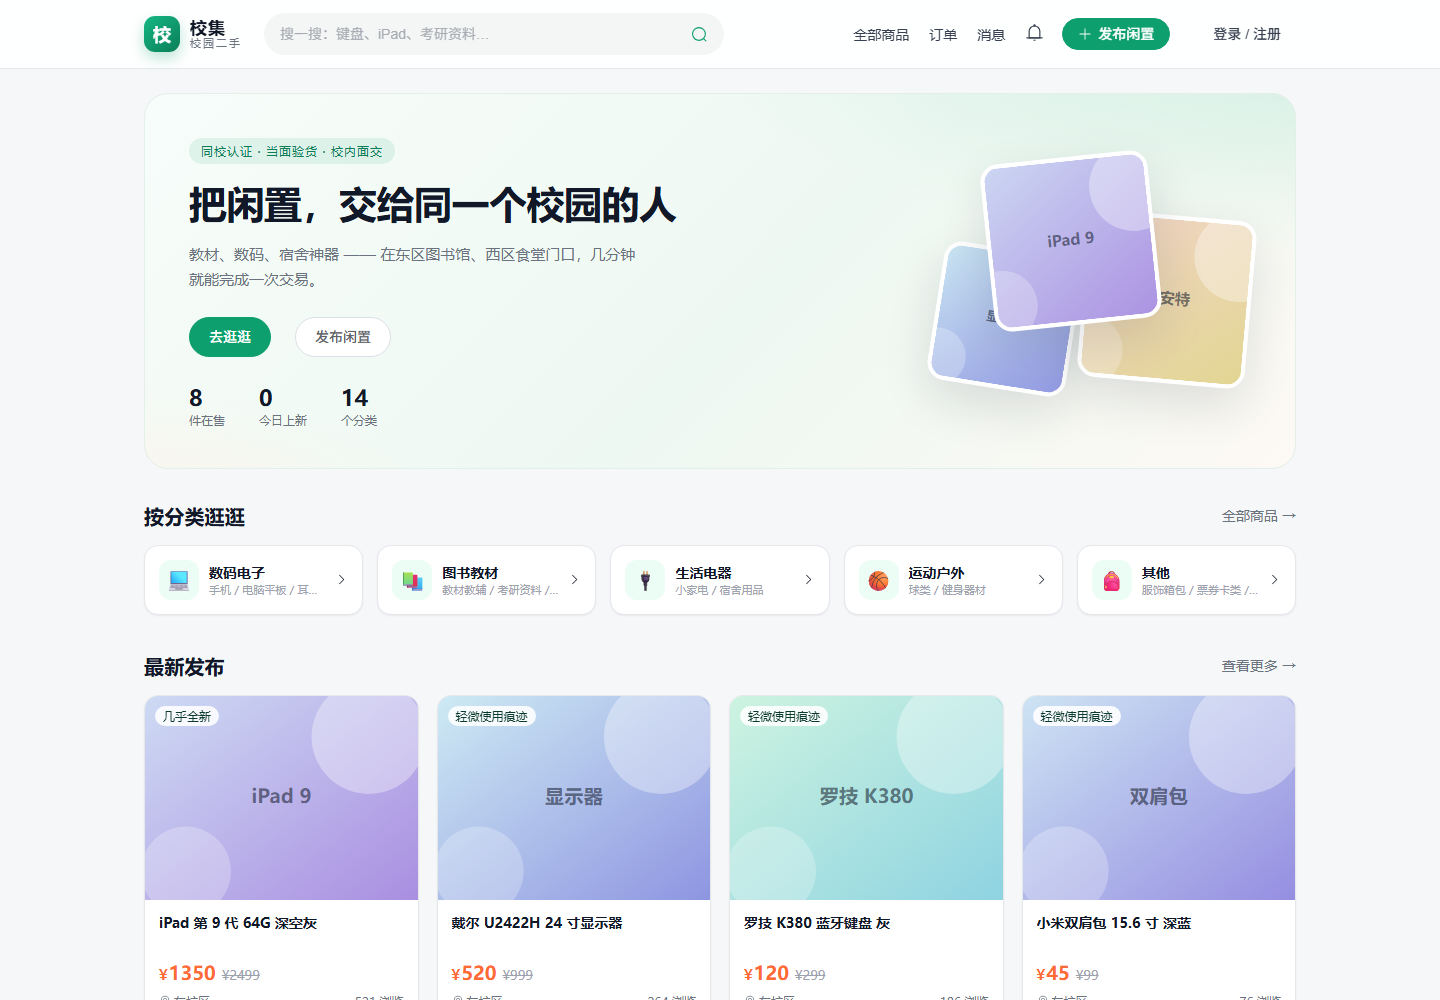 校
校集
校园二手
搜一搜：键盘、iPad、考研资料...
全部商品
订单
消息
发布闲置
登录 / 注册
同校认证 · 当面验货 · 校内面交
把闲置，交给同一个校园的人
教材、数码、宿舍神器 —— 在东区图书馆、西区食堂门口，几分钟
就能完成一次交易。
去逛逛
发布闲置
8
件在售
0
今日上新
14
个分类
iPad 9
安特
按分类逛逛
全部商品 →
数码电子
手机 / 电脑平板 / 耳...
图书教材
教材教辅 / 考研资料 /...
生活电器
小家电 / 宿舍用品
运动户外
球类 / 健身器材
其他
服饰箱包 / 票券卡类 /...
最新发布
查看更多 →
几乎全新
iPad 9
iPad 第 9 代 64G 深空灰
¥1350 ¥2499
轻微使用痕迹
显示器
戴尔 U2422H 24 寸显示器
¥520 ¥999
轻微使用痕迹
罗技 K380
罗技 K380 蓝牙键盘 灰
¥120 ¥299
轻微使用痕迹
双肩包
小米双肩包 15.6 寸 深蓝
¥45 ¥99